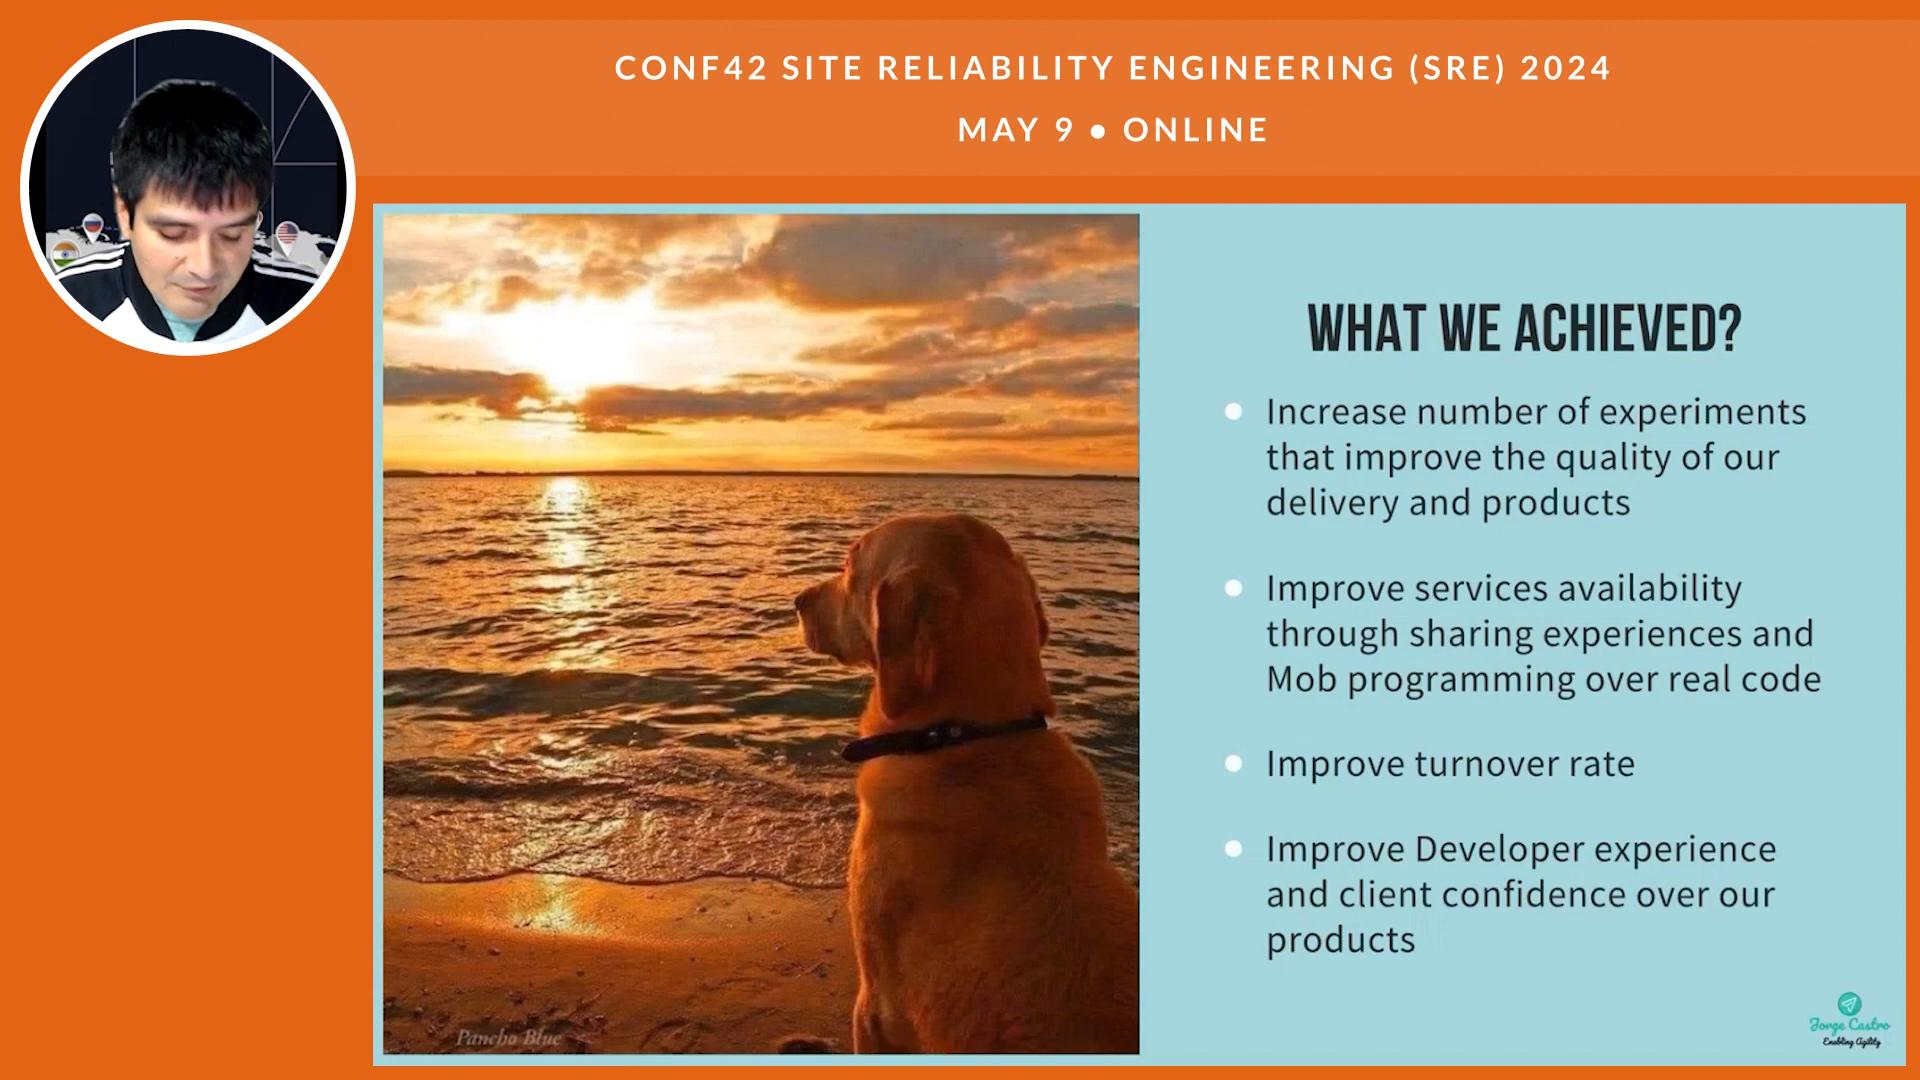 CONF42 SITE RELIABILITY ENGINEERING (SRE) 2024
MAY 9 • ONLINE
WHAT WE ACHIEVED?
• Increase number of experiments
that improve the quality of our
delivery and products
• Improve services availability
through sharing experiences and
Mob programming over real code
• Improve turnover rate
• Improve Developer experience
and client confidence over our
products
Pancho Blue
Jorge Castro
Enabling Agility